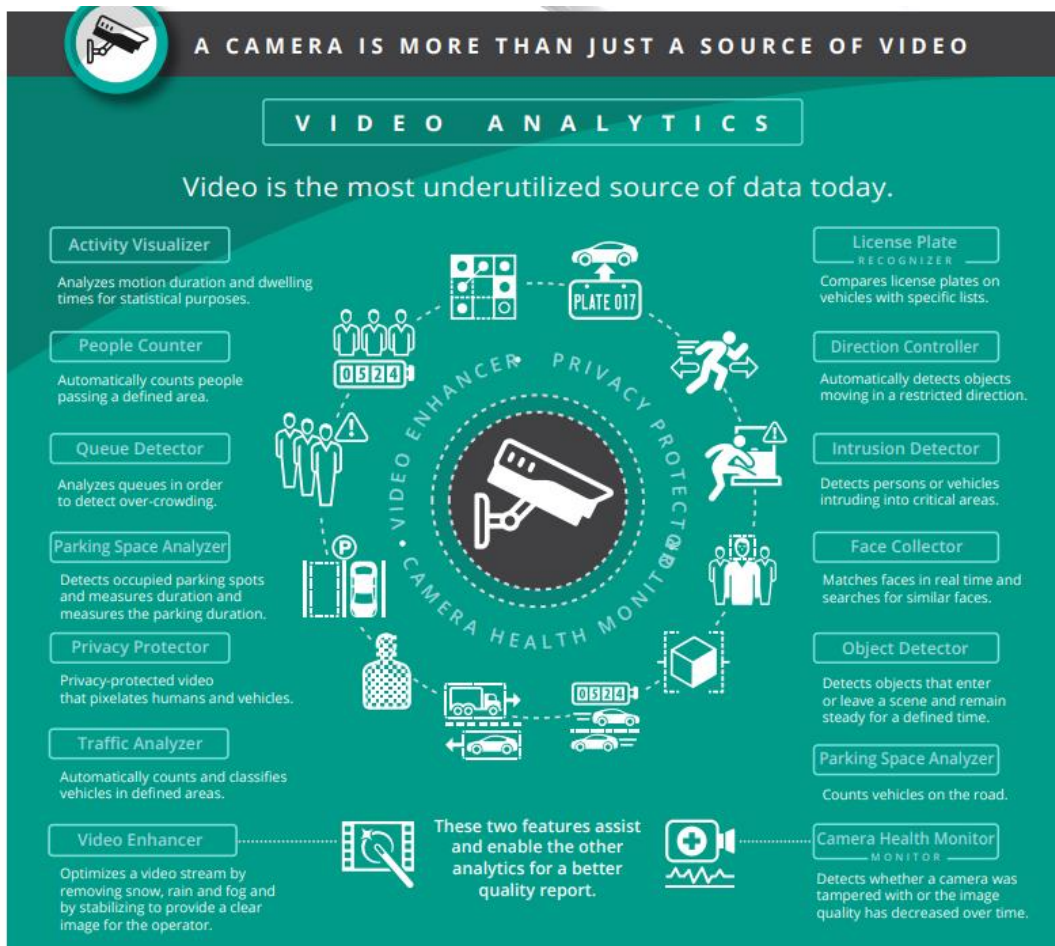 A CAMERA IS MORE THAN JUST A SOURCE OF VIDEO
VIDEO ANALYTICS
Video is the most underutilized source of data today.
Activity Visualizer
Analyzes motion duration and dwelling
times for statistical purposes.
People Counter
Automatically counts people
passing a defined area.
Queue Detector
Analyzes queues in order
to detect over-crowding.
Parking Space Analyzer
Detects occupied parking spots
and measures duration and
measures the parking duration.
Privacy Protector
Privacy-protected video
that pixelates humans and vehicles.
Traffic Analyzer
Automatically counts and classifies
vehicles in defined areas.
Video Enhancer
Optimizes a video stream by
removing snow, rain and fog and
by stabilizing to provide a clear
image for the operator.
PLATE 017
0524
P
0524
• VIDEO ENHANCER • PRIVACY PROTECTOR
• CAMERA HEALTH MONITOR
These two features assist
and enable the other
analytics for a better
quality report.
License Plate
RECOGNIZER
Compares license plates on
vehicles with specific lists.
Direction Controller
Automatically detects objects
moving in a restricted direction.
Intrusion Detector
Detects persons or vehicles
intruding into critical areas.
Face Collector
Matches faces in real time and
searches for similar faces.
Object Detector
Detects objects that enter
or leave a scene and remain
steady for a defined time.
Parking Space Analyzer
Counts vehicles on the road.
Camera Health Monitor
MONITOR
Detects whether a camera was
tampered with or the image
quality has decreased over time.